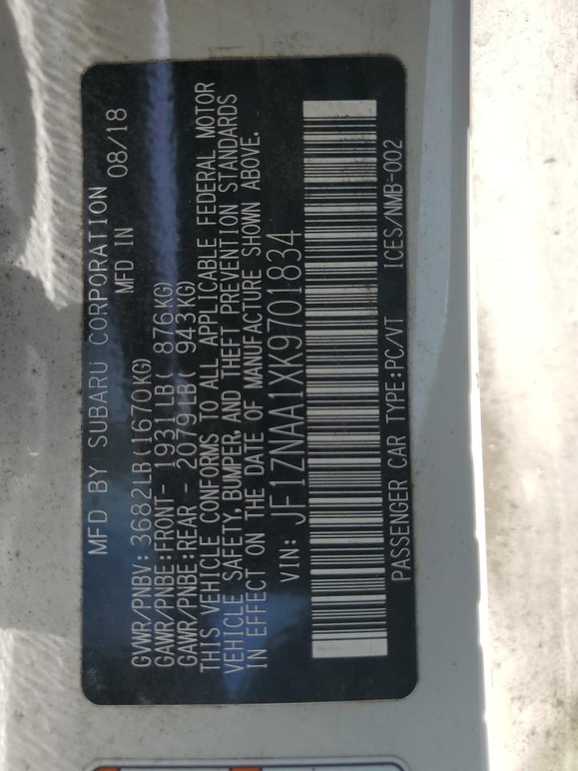 MFD BY SUBARU CORPORATION
MFD IN 08/18
GVWR/PNBV: 3682LB(1670KG)
GAWR/PNBE:FRONT- 1931LB( 876KG)
GAWR/PNBE:REAR - 2079LB( 943KG)
THIS VEHICLE CONFORMS TO ALL APPLICABLE FEDERAL MOTOR
VEHICLE SAFETY, BUMPER, AND THEFT PREVENTION STANDARDS
IN EFFECT ON THE DATE OF MANUFACTURE SHOWN ABOVE.
VIN: JF1ZNAA1XK9701834
PASSENGER CAR TYPE:PC/VT ICES/NMB-002